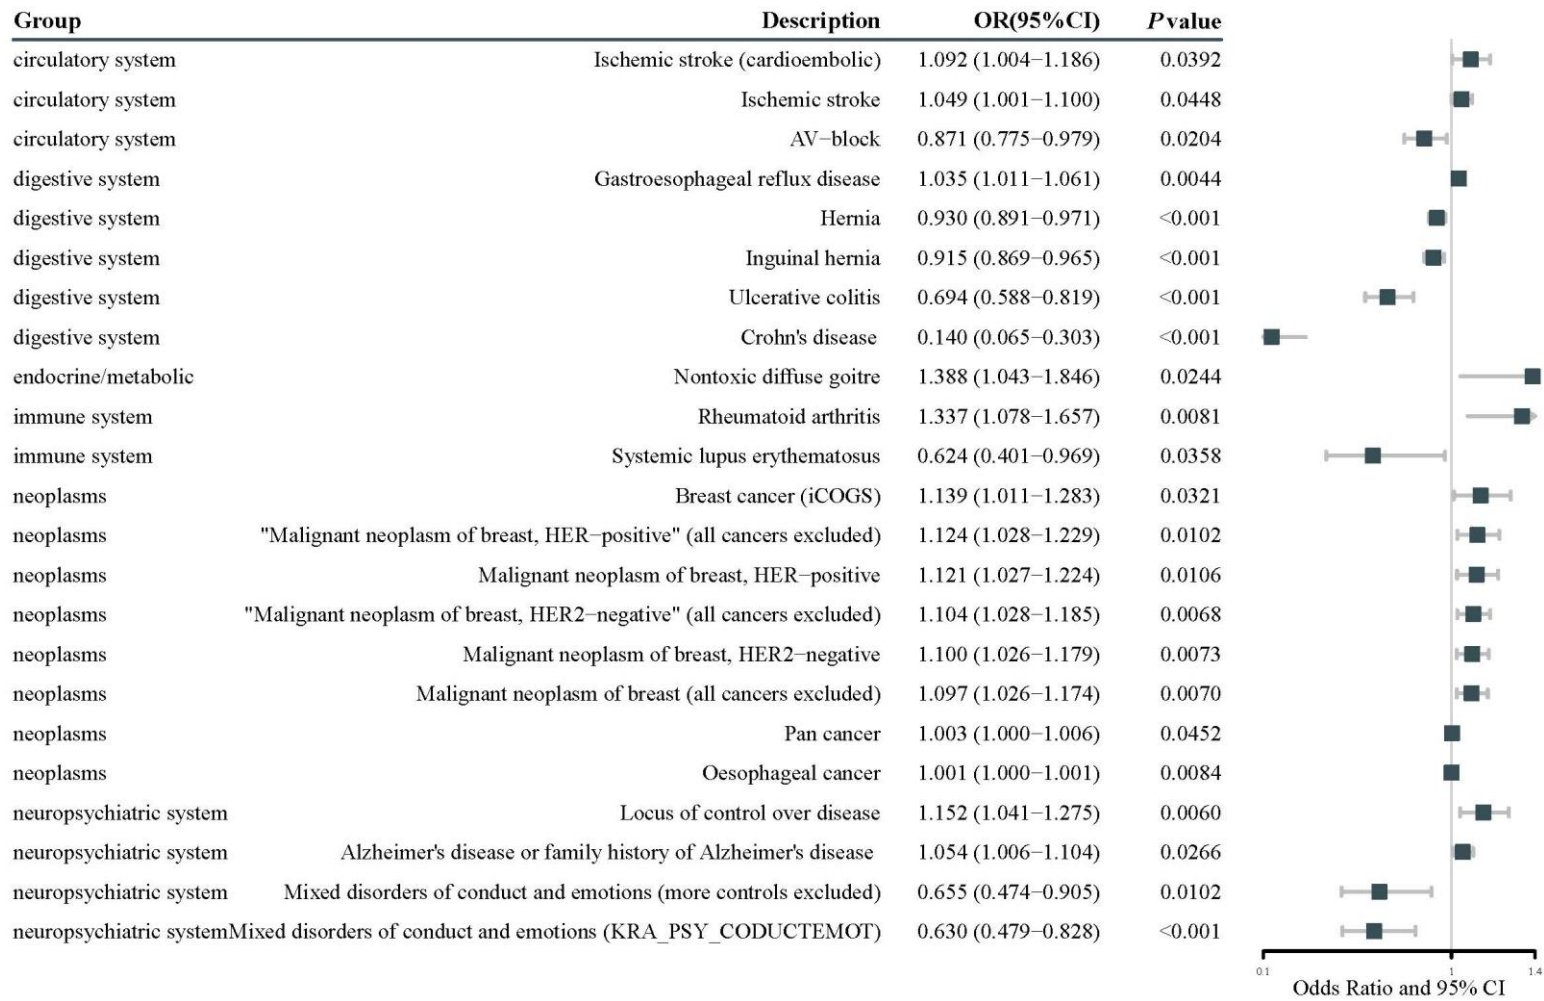 Group Description OR(95%CI) P value
circulatory system Ischemic stroke (cardioembolic) 1.092 (1.004−1.186) 0.0392
circulatory system Ischemic stroke 1.049 (1.001−1.100) 0.0448
circulatory system AV−block 0.871 (0.775−0.979) 0.0204
digestive system Gastroesophageal reflux disease 1.035 (1.011−1.061) 0.0044
digestive system Hernia 0.930 (0.891−0.971) <0.001
digestive system Inguinal hernia 0.915 (0.869−0.965) <0.001
digestive system Ulcerative colitis 0.694 (0.588−0.819) <0.001
digestive system Crohn's disease 0.140 (0.065−0.303) <0.001
endocrine/metabolic Nontoxic diffuse goitre 1.388 (1.043−1.846) 0.0244
immune system Rheumatoid arthritis 1.337 (1.078−1.657) 0.0081
immune system Systemic lupus erythematosus 0.624 (0.401−0.969) 0.0358
neoplasms Breast cancer (iCOGS) 1.139 (1.011−1.283) 0.0321
neoplasms "Malignant neoplasm of breast, HER−positive" (all cancers excluded) 1.124 (1.028−1.229) 0.0102
neoplasms Malignant neoplasm of breast, HER−positive 1.121 (1.027−1.224) 0.0106
neoplasms "Malignant neoplasm of breast, HER2−negative" (all cancers excluded) 1.104 (1.028−1.185) 0.0068
neoplasms Malignant neoplasm of breast, HER2−negative 1.100 (1.026−1.179) 0.0073
neoplasms Malignant neoplasm of breast (all cancers excluded) 1.097 (1.026−1.174) 0.0070
neoplasms Pan cancer 1.003 (1.000−1.006) 0.0452
neoplasms Oesophageal cancer 1.001 (1.000−1.001) 0.0084
neuropsychiatric system Locus of control over disease 1.152 (1.041−1.275) 0.0060
neuropsychiatric system Alzheimer's disease or family history of Alzheimer's disease 1.054 (1.006−1.104) 0.0266
neuropsychiatric system Mixed disorders of conduct and emotions (more controls excluded) 0.655 (0.474−0.905) 0.0102
neuropsychiatric systemMixed disorders of conduct and emotions (KRA_PSY_CODUCTEMOT) 0.630 (0.479−0.828) <0.001
0.1 1 1.4
Odds Ratio and 95% CI